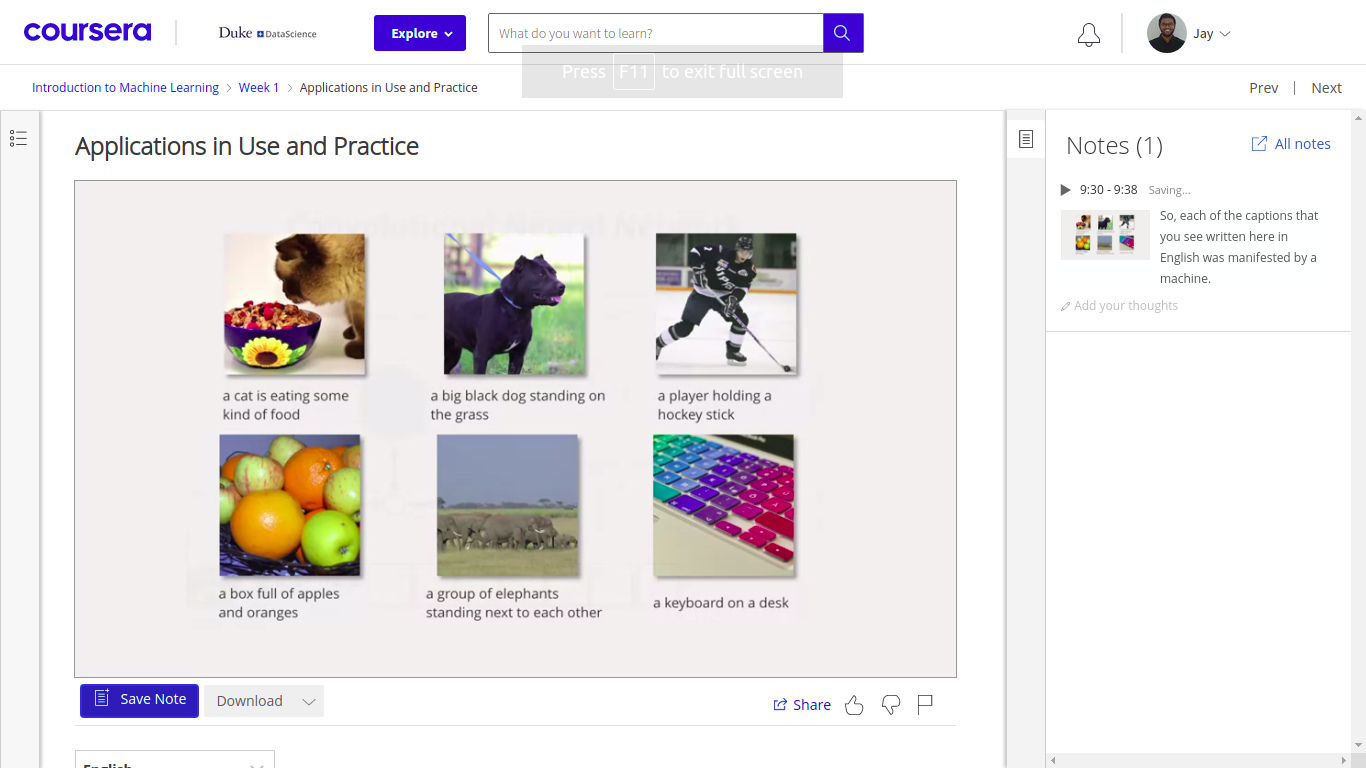 coursera
Duke DataScience
Explore
What do you want to learn?
Jay
Press F11 to exit full screen
Introduction to Machine Learning > Week 1 > Applications in Use and Practice
Prev | Next
Applications in Use and Practice
Notes (1)
All notes
9:30 - 9:38 Saving...
So, each of the captions that
you see written here in
English was manifested by a
machine.
Add your thoughts
a cat is eating some
kind of food
a big black dog standing on
the grass
a player holding a
hockey stick
a box full of apples
and oranges
a group of elephants
standing next to each other
a keyboard on a desk
Save Note
Download
Share
English